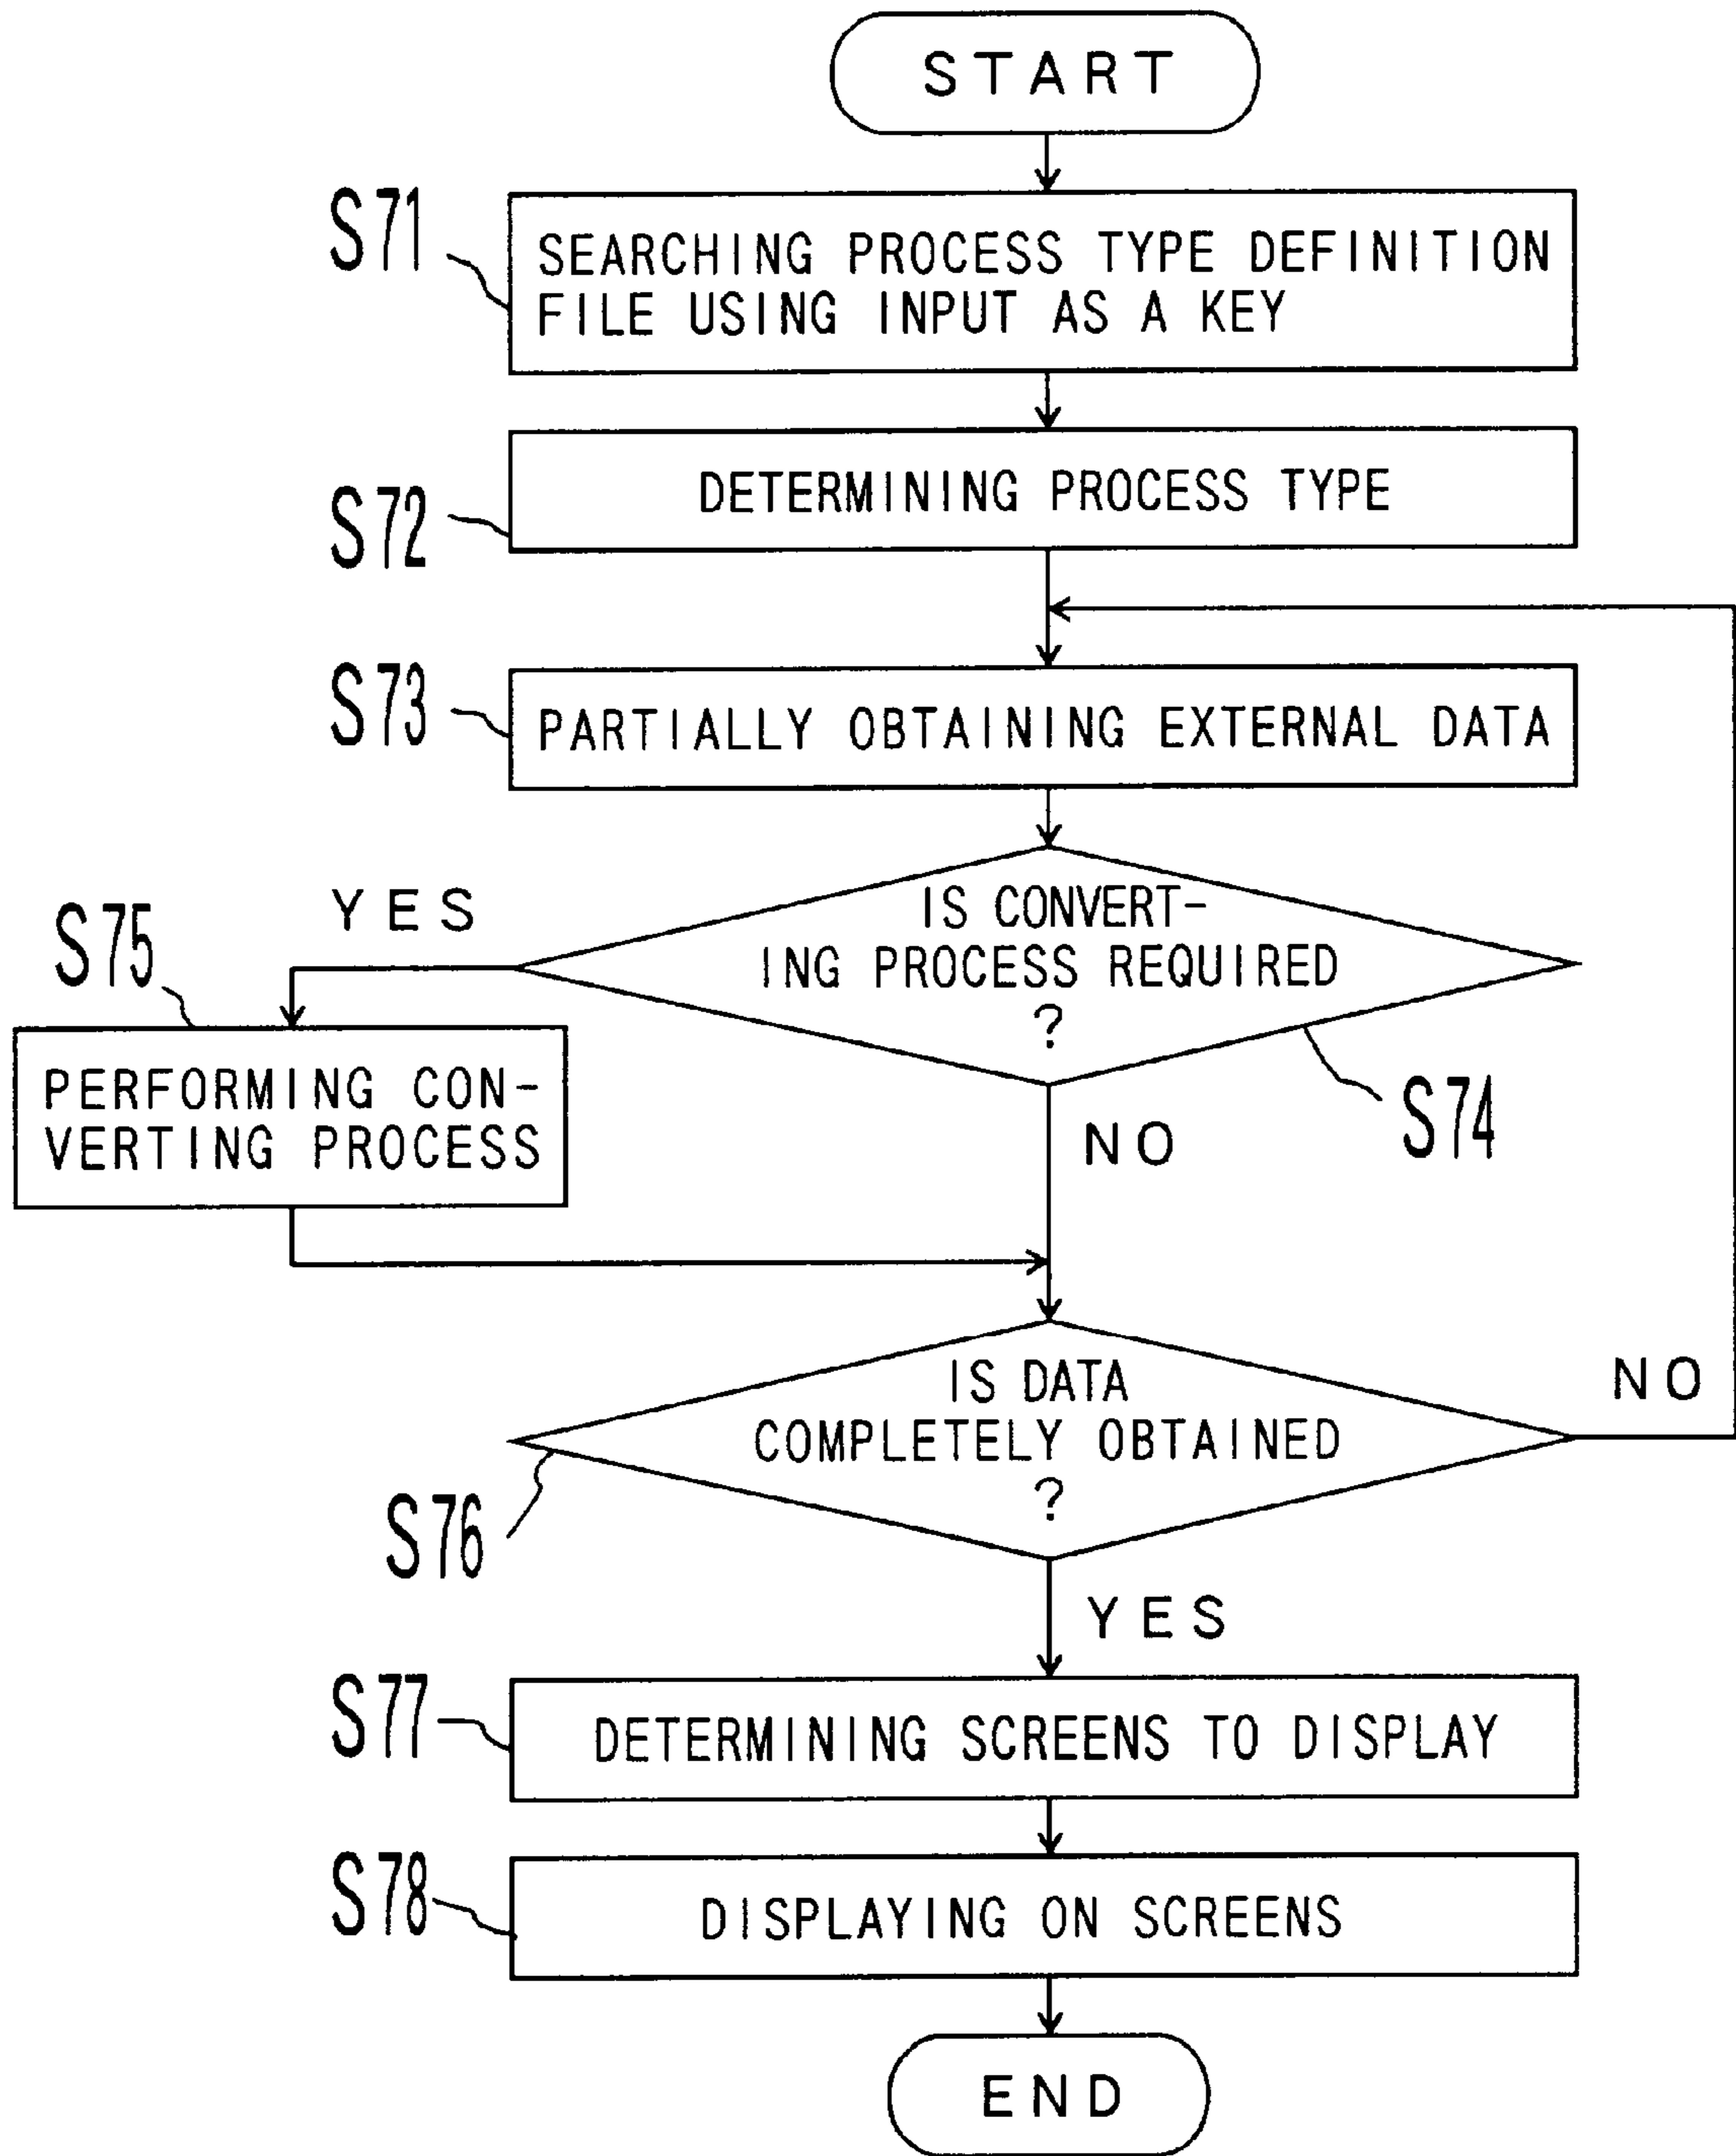 START
S71
SEARCHING PROCESS TYPE DEFINITION
FILE USING INPUT AS A KEY
S72
DETERMINING PROCESS TYPE
S73
PARTIALLY OBTAINING EXTERNAL DATA
IS CONVERT-
ING PROCESS REQUIRED
?
YES
S75
PERFORMING CON-
VERTING PROCESS
S74
NO
IS DATA
COMPLETELY OBTAINED
?
NO
S76
YES
S77
DETERMINING SCREENS TO DISPLAY
S78
DISPLAYING ON SCREENS
END